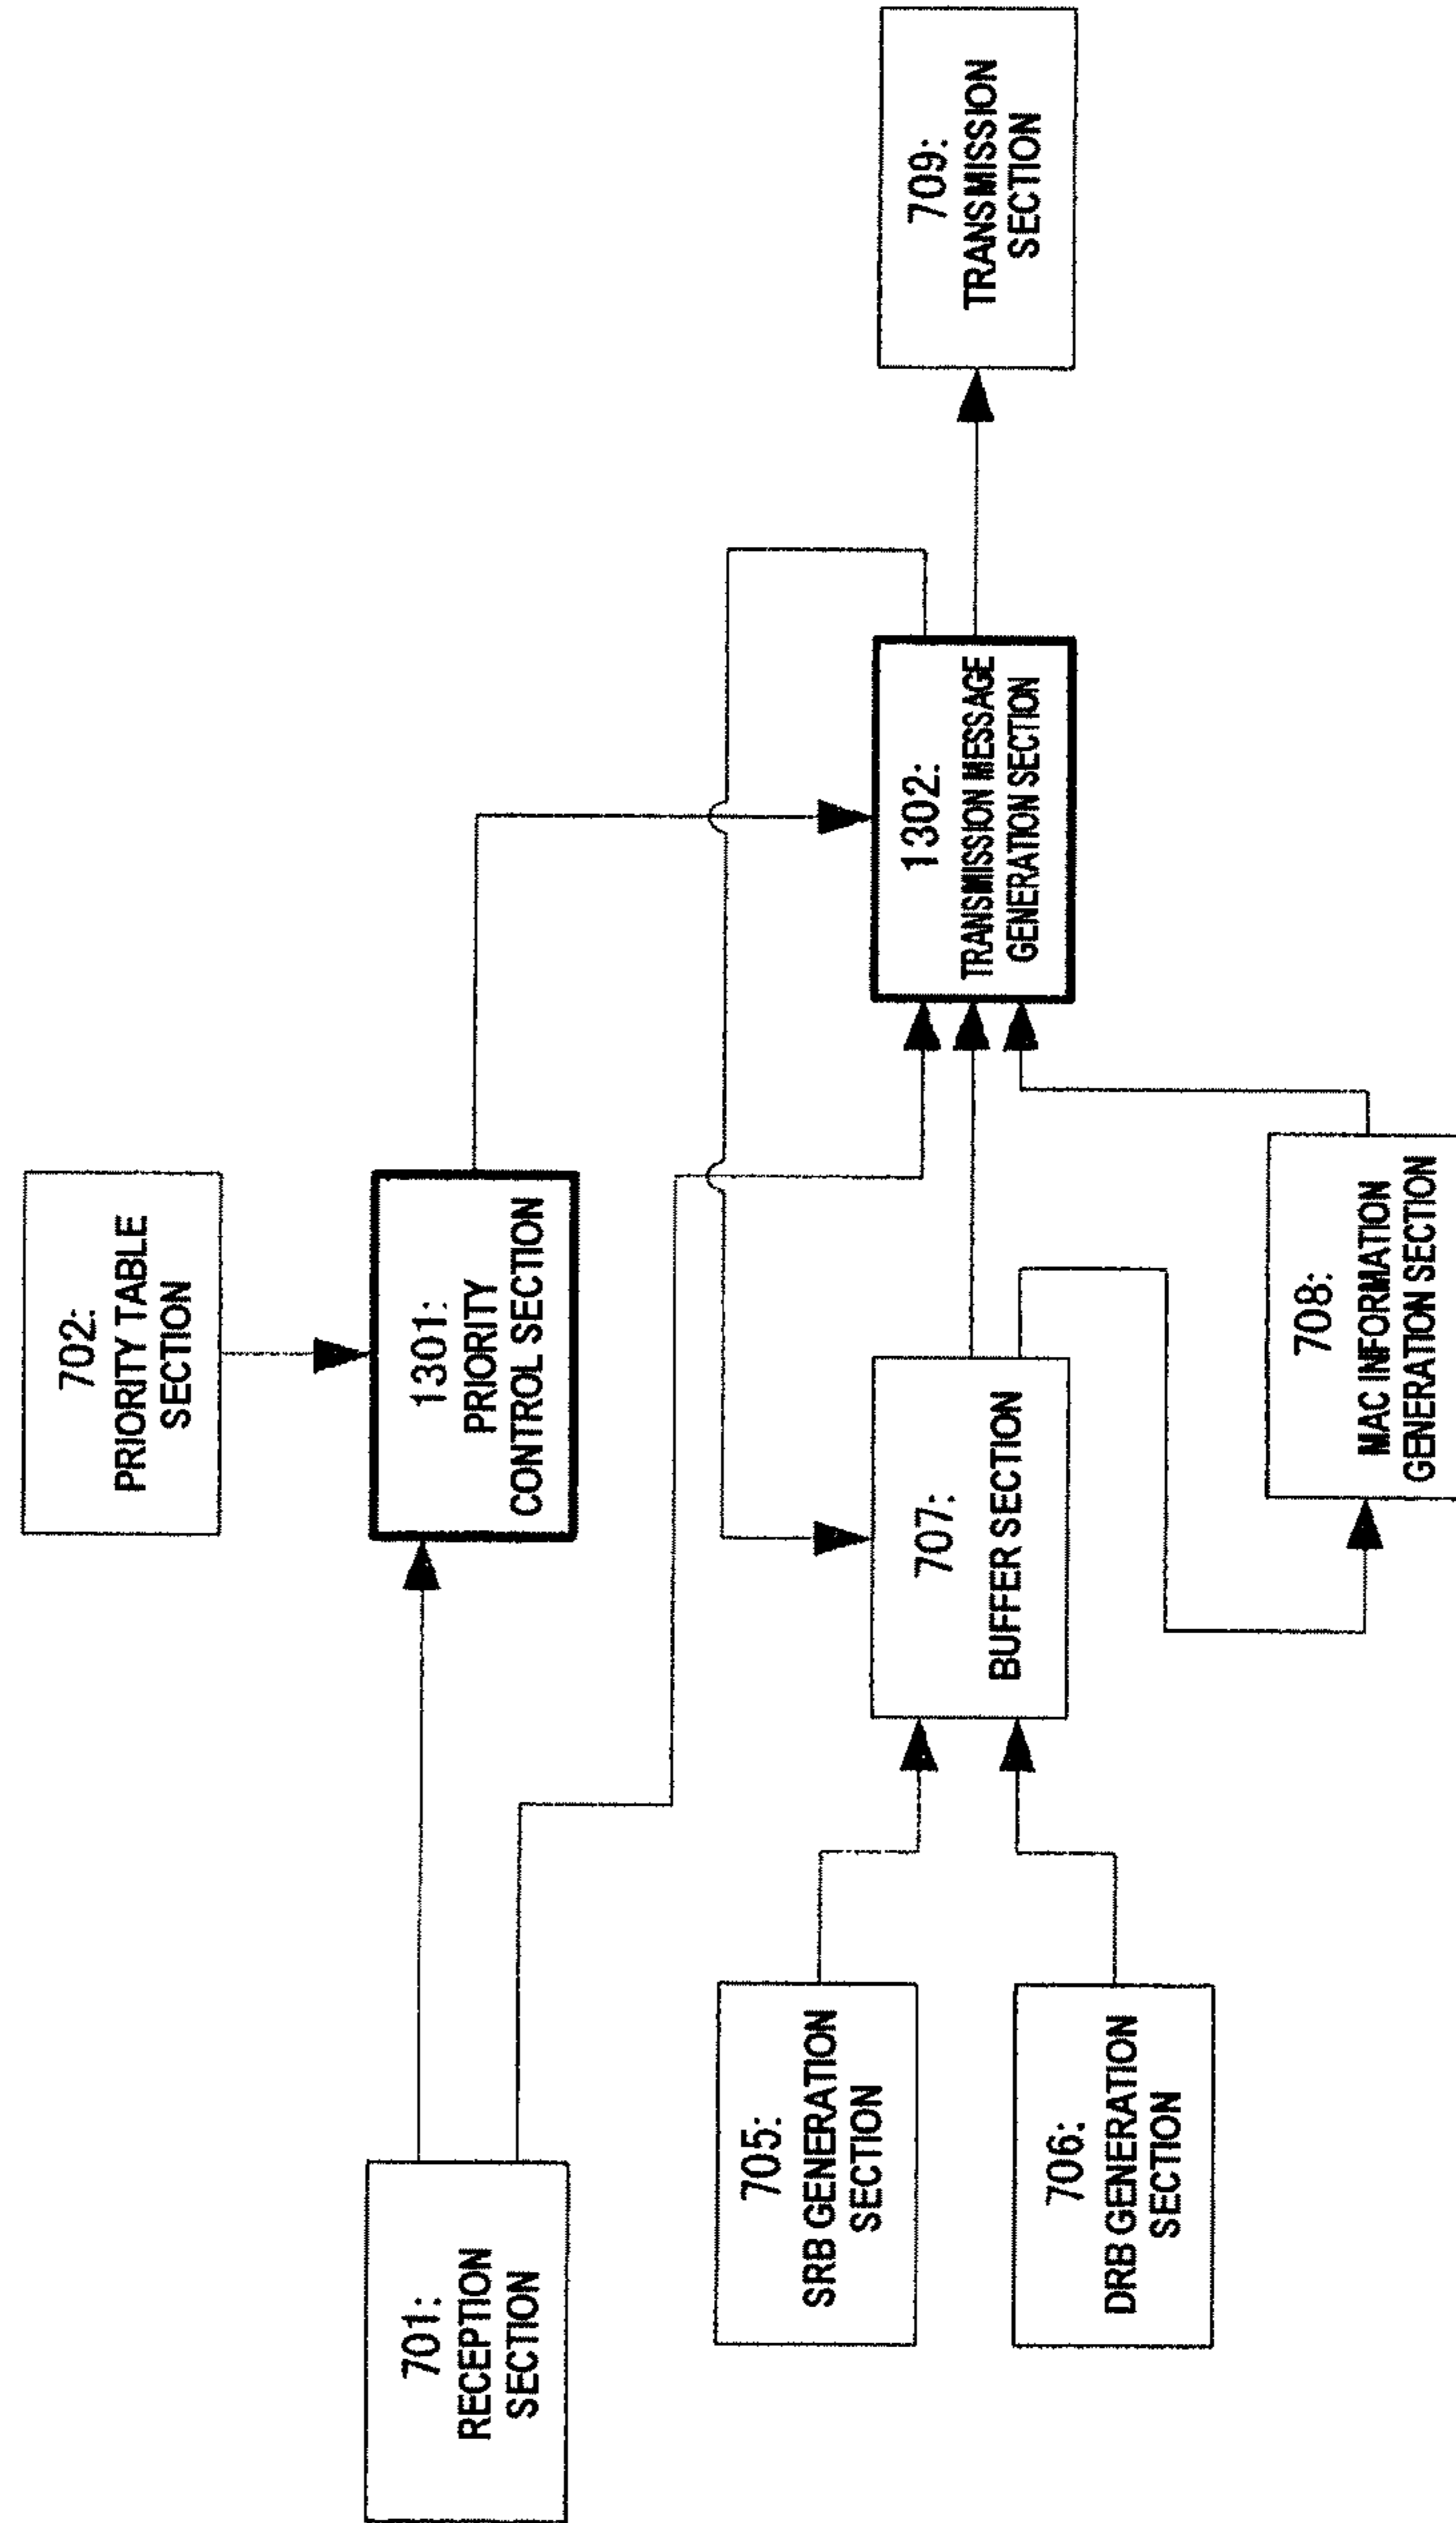 701:
RECEPTION
SECTION
702:
PRIORITY TABLE
SECTION
1301:
PRIORITY
CONTROL SECTION
705:
SRB GENERATION
SECTION
706:
DRB GENERATION
SECTION
707:
BUFFER SECTION
708:
MAC INFORMATION
GENERATION SECTION
1302:
TRANSMISSION MESSAGE
GENERATION SECTION
709:
TRANSMISSION
SECTION